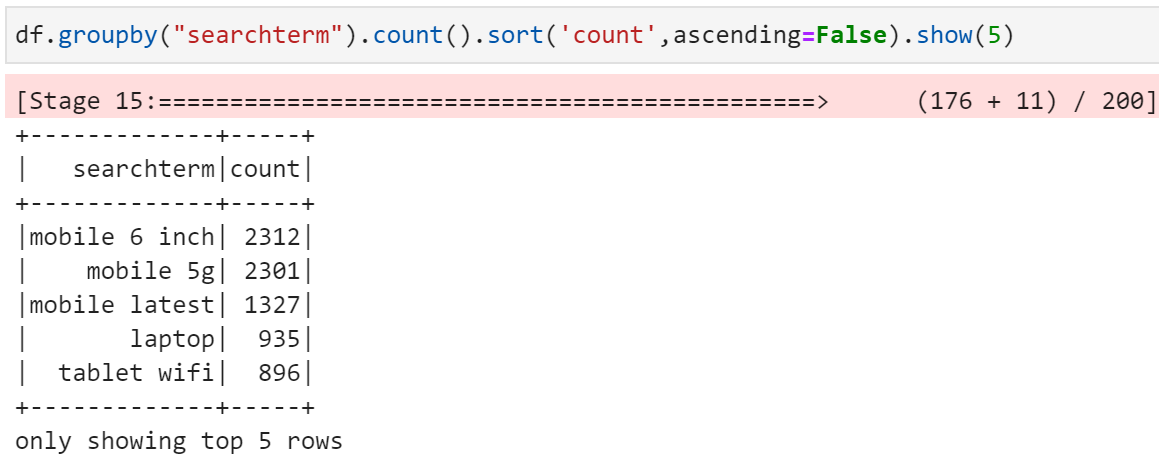 df.groupby("searchterm").count().sort('count',ascending=False).show(5)
[Stage 15:==============================================>      (176 + 11) / 200]
+-------------+-----+
|   searchterm|count|
+-------------+-----+
|mobile 6 inch| 2312|
|    mobile 5g| 2301|
|mobile latest| 1327|
|       laptop|  935|
|  tablet wifi|  896|
+-------------+-----+
only showing top 5 rows